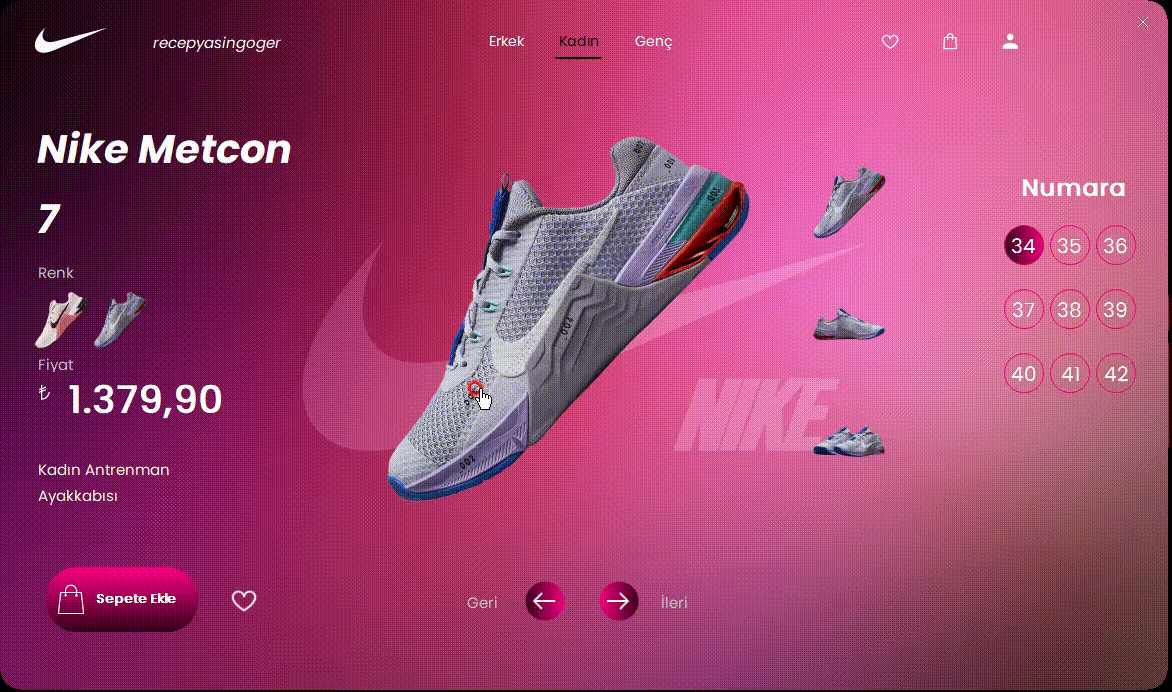 recepyasingoger
Erkek
Kadın
Genç
Nike Metcon
7
Renk
Fiyat
₺ 1.379,90
Kadın Antrenman
Ayakkabısı
Sepete Ekle
Geri
İleri
NIKE
Numara
34 35 36
37 38 39
40 41 42
.002